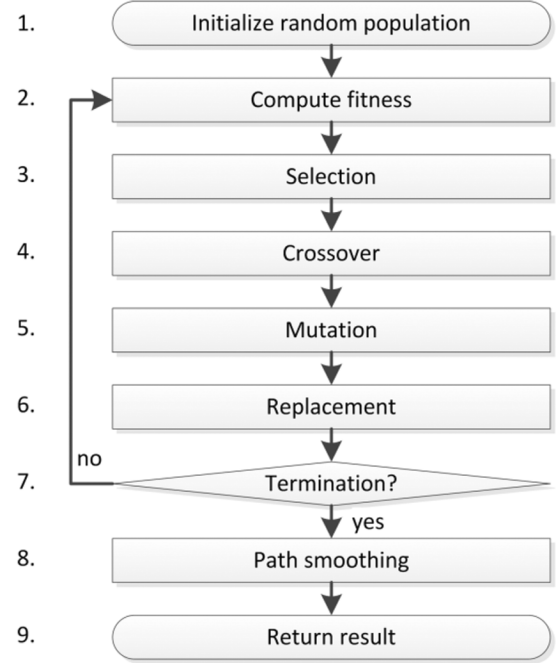 1. Initialize random population
2. Compute fitness
3. Selection
4. Crossover
5. Mutation
6. Replacement
no
7. Termination?
yes
8. Path smoothing
9. Return result